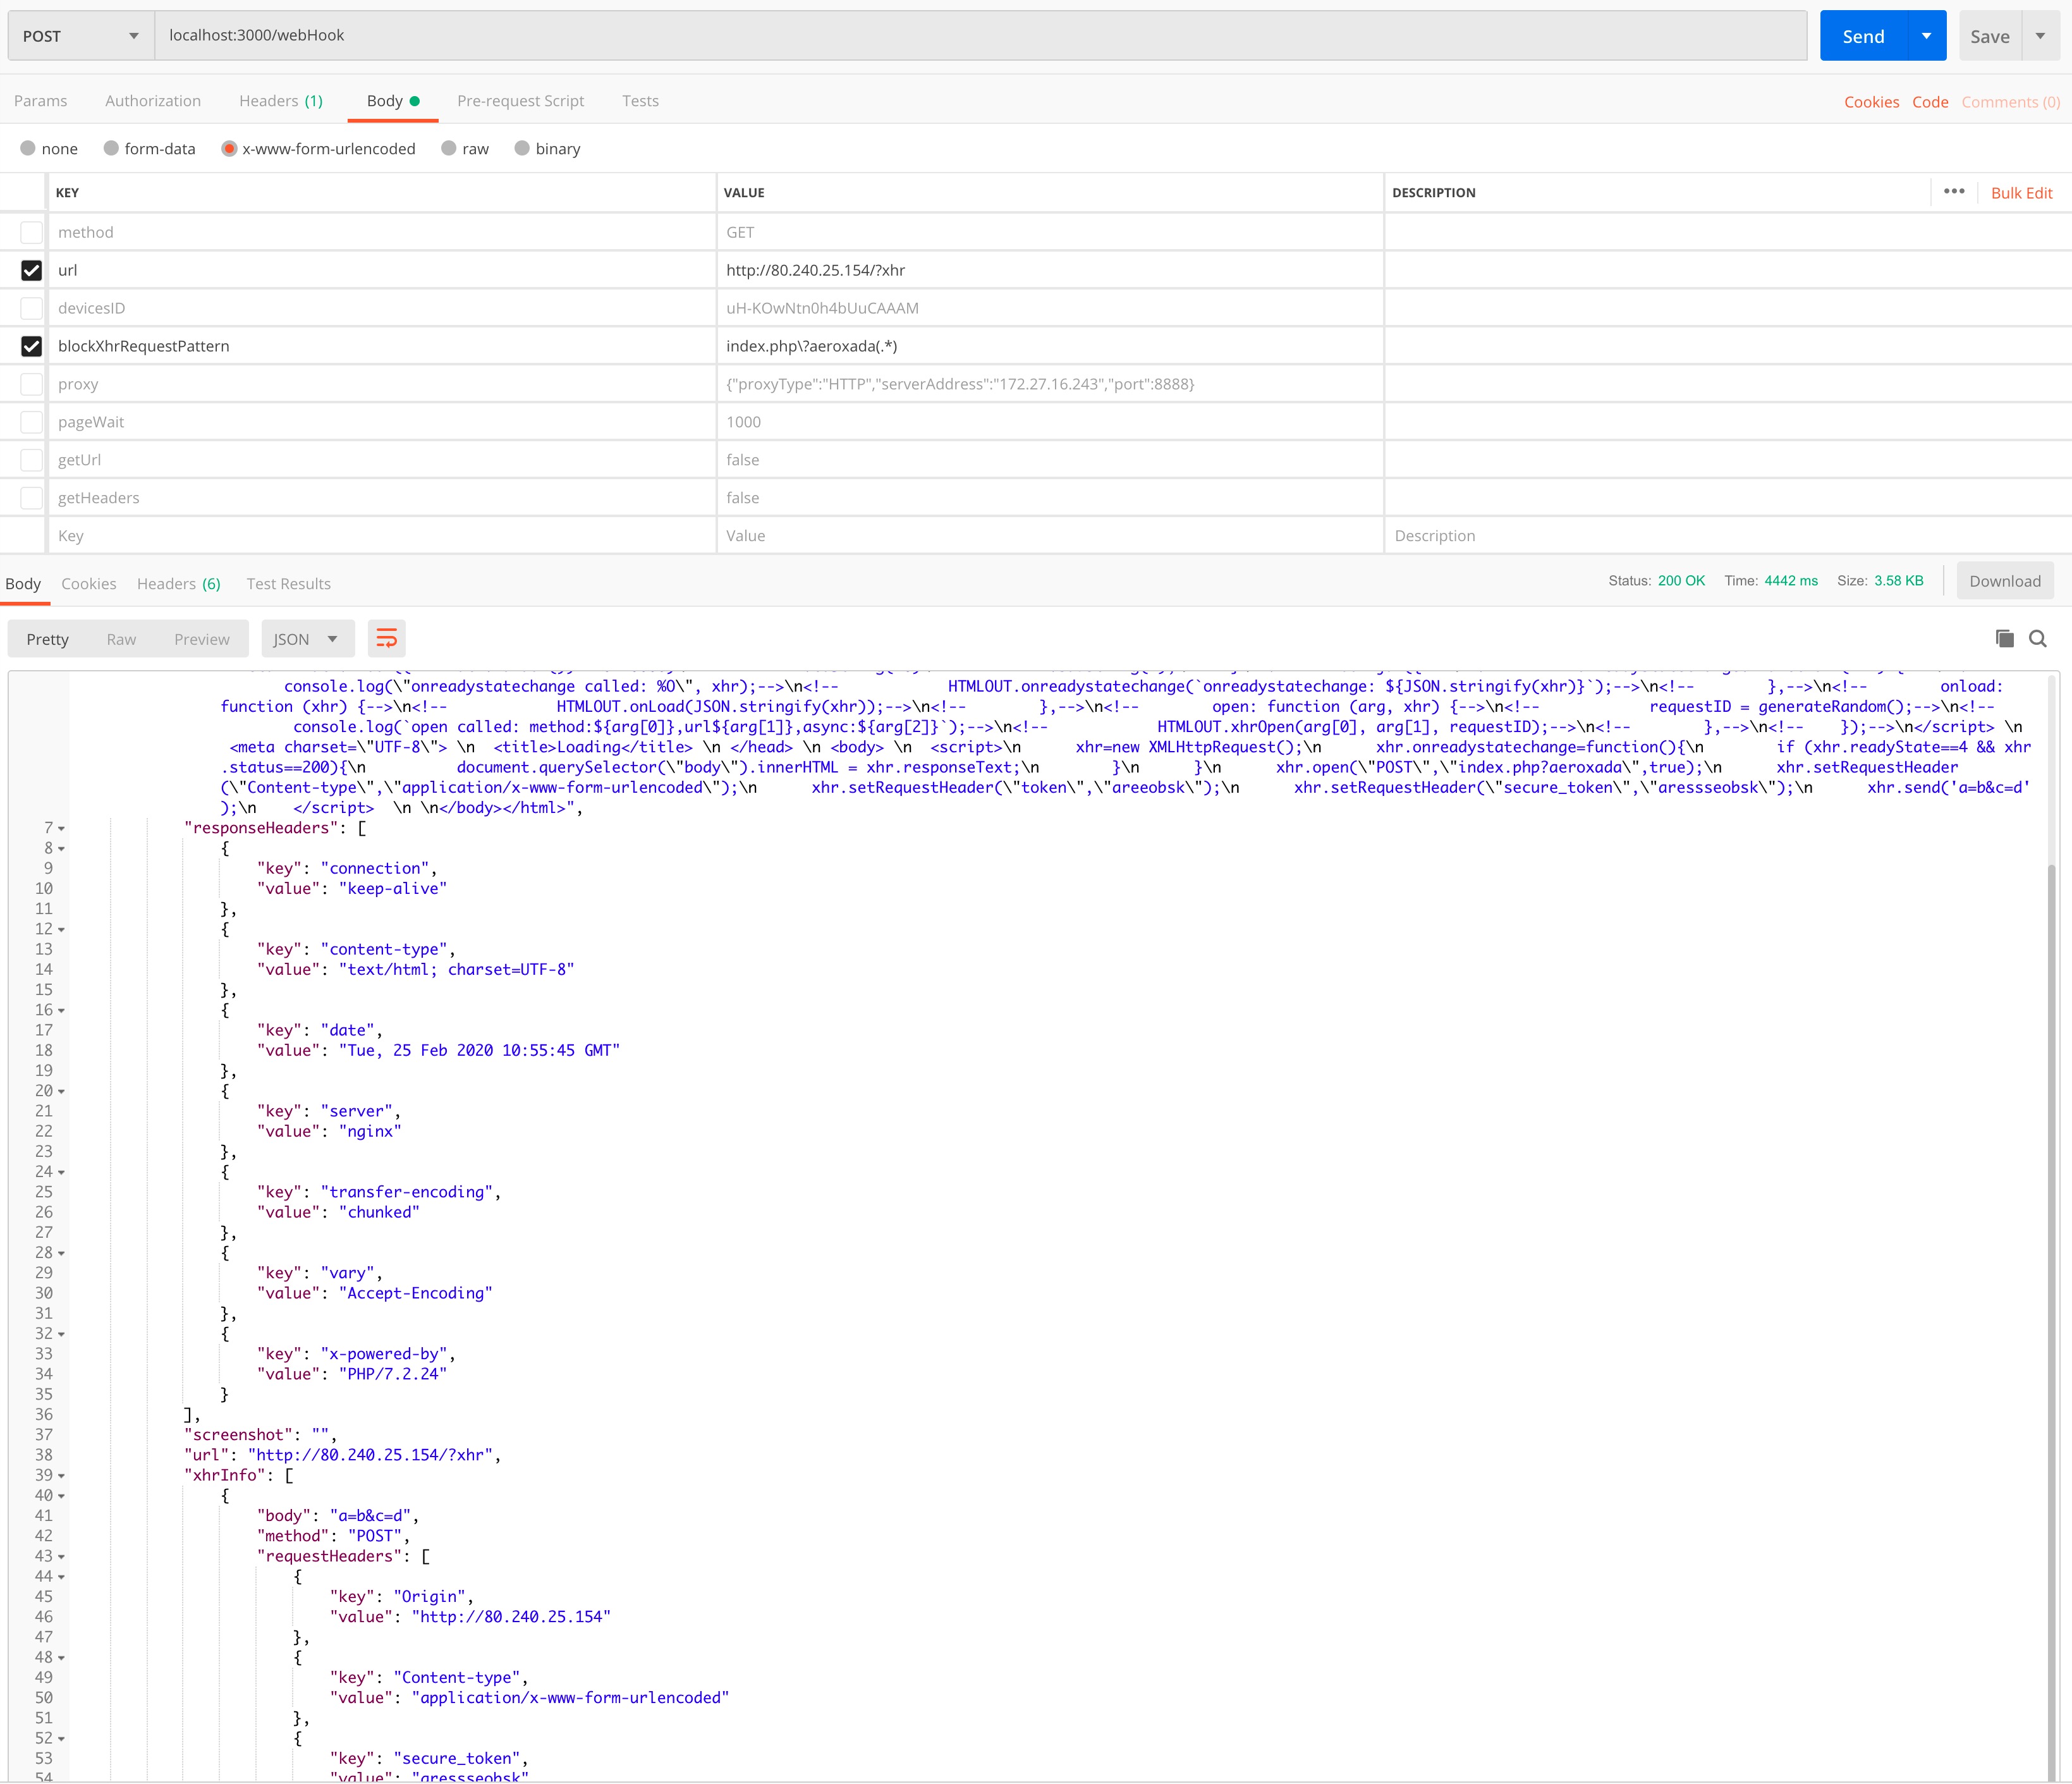 POST localhost:3000/webHook Send Save
Params Authorization Headers (1) Body Pre-request Script Tests Cookies Code Comments (0)
none form-data x-www-form-urlencoded raw binary
KEY VALUE DESCRIPTION ••• Bulk Edit
method GET
url http://80.240.25.154/?xhr
devicesID uH-KOwNtn0h4bUuCAAAM
blockXhrRequestPattern index.php\?aeroxada(.*)
proxy {"proxyType":"HTTP","serverAddress":"172.27.16.243","port":8888}
pageWait 1000
getUrl false
getHeaders false
Key Value Description
Body Cookies Headers (6) Test Results Status: 200 OK Time: 4442 ms Size: 3.58 KB Download
Pretty Raw Preview JSON
console.log(\"onreadystatechange called: %O\", xhr);-->\n<!-- HTMLOUT.onreadystatechange(`onreadystatechange: ${JSON.stringify(xhr)}`);-->\n<!-- },-->\n<!-- onload:
function (xhr) {-->\n<!-- HTMLOUT.onLoad(JSON.stringify(xhr));-->\n<!-- },-->\n<!-- open: function (arg, xhr) {-->\n<!-- requestID = generateRandom();-->\n<!--
console.log(`open called: method:${arg[0]},url${arg[1]},async:${arg[2]}`);-->\n<!-- HTMLOUT.xhrOpen(arg[0], arg[1], requestID);-->\n<!-- },-->\n<!-- });-->\n</script> \n
<meta charset=\"UTF-8\"> \n <title>Loading</title> \n </head> \n <body> \n <script>\n xhr=new XMLHttpRequest();\n xhr.onreadystatechange=function(){\n if (xhr.readyState==4 && xhr
.status==200){\n document.querySelector(\"body\").innerHTML = xhr.responseText;\n }\n }\n xhr.open(\"POST\",\"index.php?aeroxada\",true);\n xhr.setRequestHeader
(\"Content-type\",\"application/x-www-form-urlencoded\");\n xhr.setRequestHeader(\"token\",\"areeobsk\");\n xhr.setRequestHeader(\"secure_token\",\"aressseobsk\");\n xhr.send('a=b&c=d'
);\n </script> \n \n</body></html>",
7 "responseHeaders": [
8 {
9 "key": "connection",
10 "value": "keep-alive"
11 },
12 {
13 "key": "content-type",
14 "value": "text/html; charset=UTF-8"
15 },
16 {
17 "key": "date",
18 "value": "Tue, 25 Feb 2020 10:55:45 GMT"
19 },
20 {
21 "key": "server",
22 "value": "nginx"
23 },
24 {
25 "key": "transfer-encoding",
26 "value": "chunked"
27 },
28 {
29 "key": "vary",
30 "value": "Accept-Encoding"
31 },
32 {
33 "key": "x-powered-by",
34 "value": "PHP/7.2.24"
35 }
36 ],
37 "screenshot": "",
38 "url": "http://80.240.25.154/?xhr",
39 "xhrInfo": [
40 {
41 "body": "a=b&c=d",
42 "method": "POST",
43 "requestHeaders": [
44 {
45 "key": "Origin",
46 "value": "http://80.240.25.154"
47 },
48 {
49 "key": "Content-type",
50 "value": "application/x-www-form-urlencoded"
51 },
52 {
53 "key": "secure_token",
54 "value": "aressseobsk"